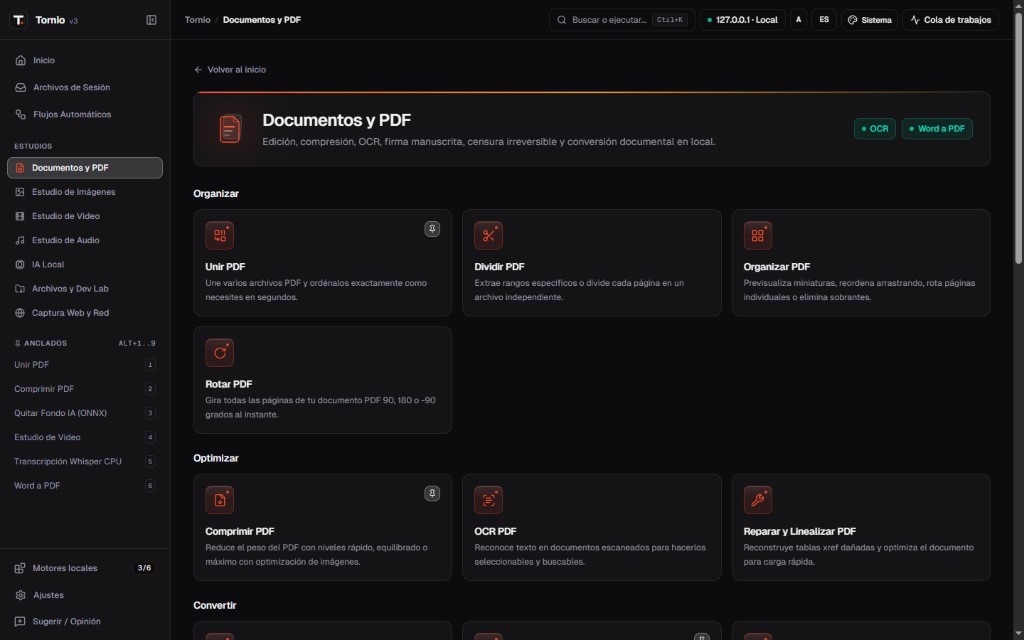 T. Tornio v3
Tornio / Documentos y PDF
Buscar o ejecutar... Ctrl+K
127.0.0.1 · Local
A
ES
Sistema
Cola de trabajos
Inicio
Archivos de Sesión
Flujos Automáticos
ESTUDIOS
Documentos y PDF
Estudio de Imágenes
Estudio de Video
Estudio de Audio
IA Local
Archivos y Dev Lab
Captura Web y Red
ANCLADOS ALT+1..9
Unir PDF 1
Comprimir PDF 2
Quitar Fondo IA (ONNX) 3
Estudio de Video 4
Transcripción Whisper CPU 5
Word a PDF 6
Motores locales 3/6
Ajustes
Sugerir / Opinión
← Volver al inicio
Documentos y PDF
Edición, compresión, OCR, firma manuscrita, censura irreversible y conversión documental en local.
OCR
Word a PDF
Organizar
Unir PDF
Une varios archivos PDF y ordénalos exactamente como
necesites en segundos.
Dividir PDF
Extrae rangos específicos o divide cada página en un
archivo independiente.
Organizar PDF
Previsualiza miniaturas, reordena arrastrando, rota páginas
individuales o elimina sobrantes.
Rotar PDF
Gira todas las páginas de tu documento PDF 90, 180 o -90
grados al instante.
Optimizar
Comprimir PDF
Reduce el peso del PDF con niveles rápido, equilibrado o
máximo con optimización de imágenes.
OCR PDF
Reconoce texto en documentos escaneados para hacerlos
seleccionables y buscables.
Reparar y Linealizar PDF
Reconstruye tablas xref dañadas y optimiza el documento
para carga rápida.
Convertir